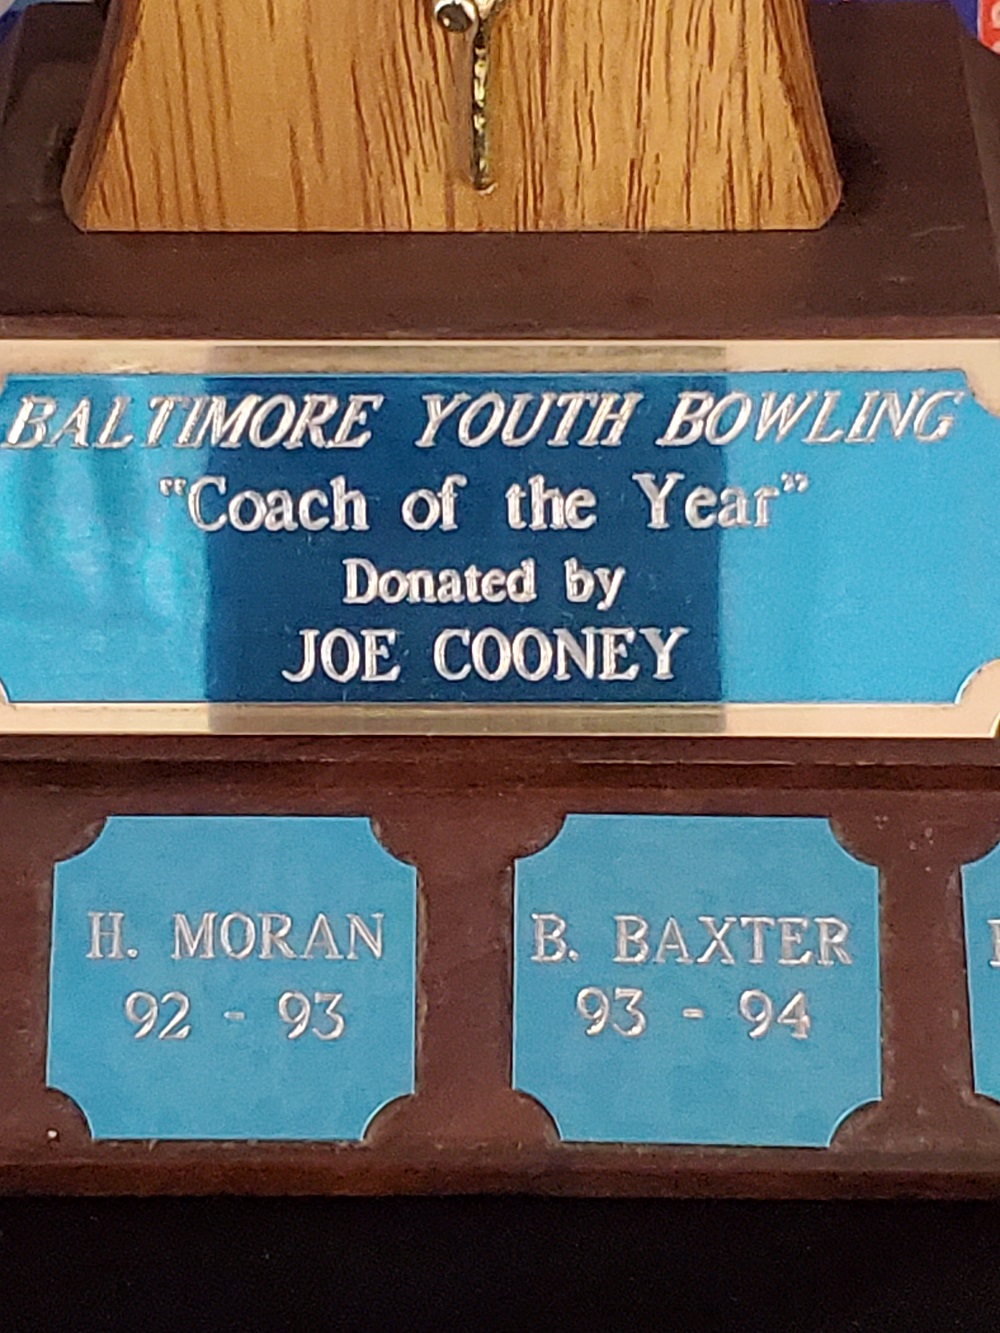 BALTIMORE YOUTH BOWLING
"Coach of the Year"
Donated by
JOE COONEY
H. MORAN
92 - 93
B. BAXTER
93 - 94